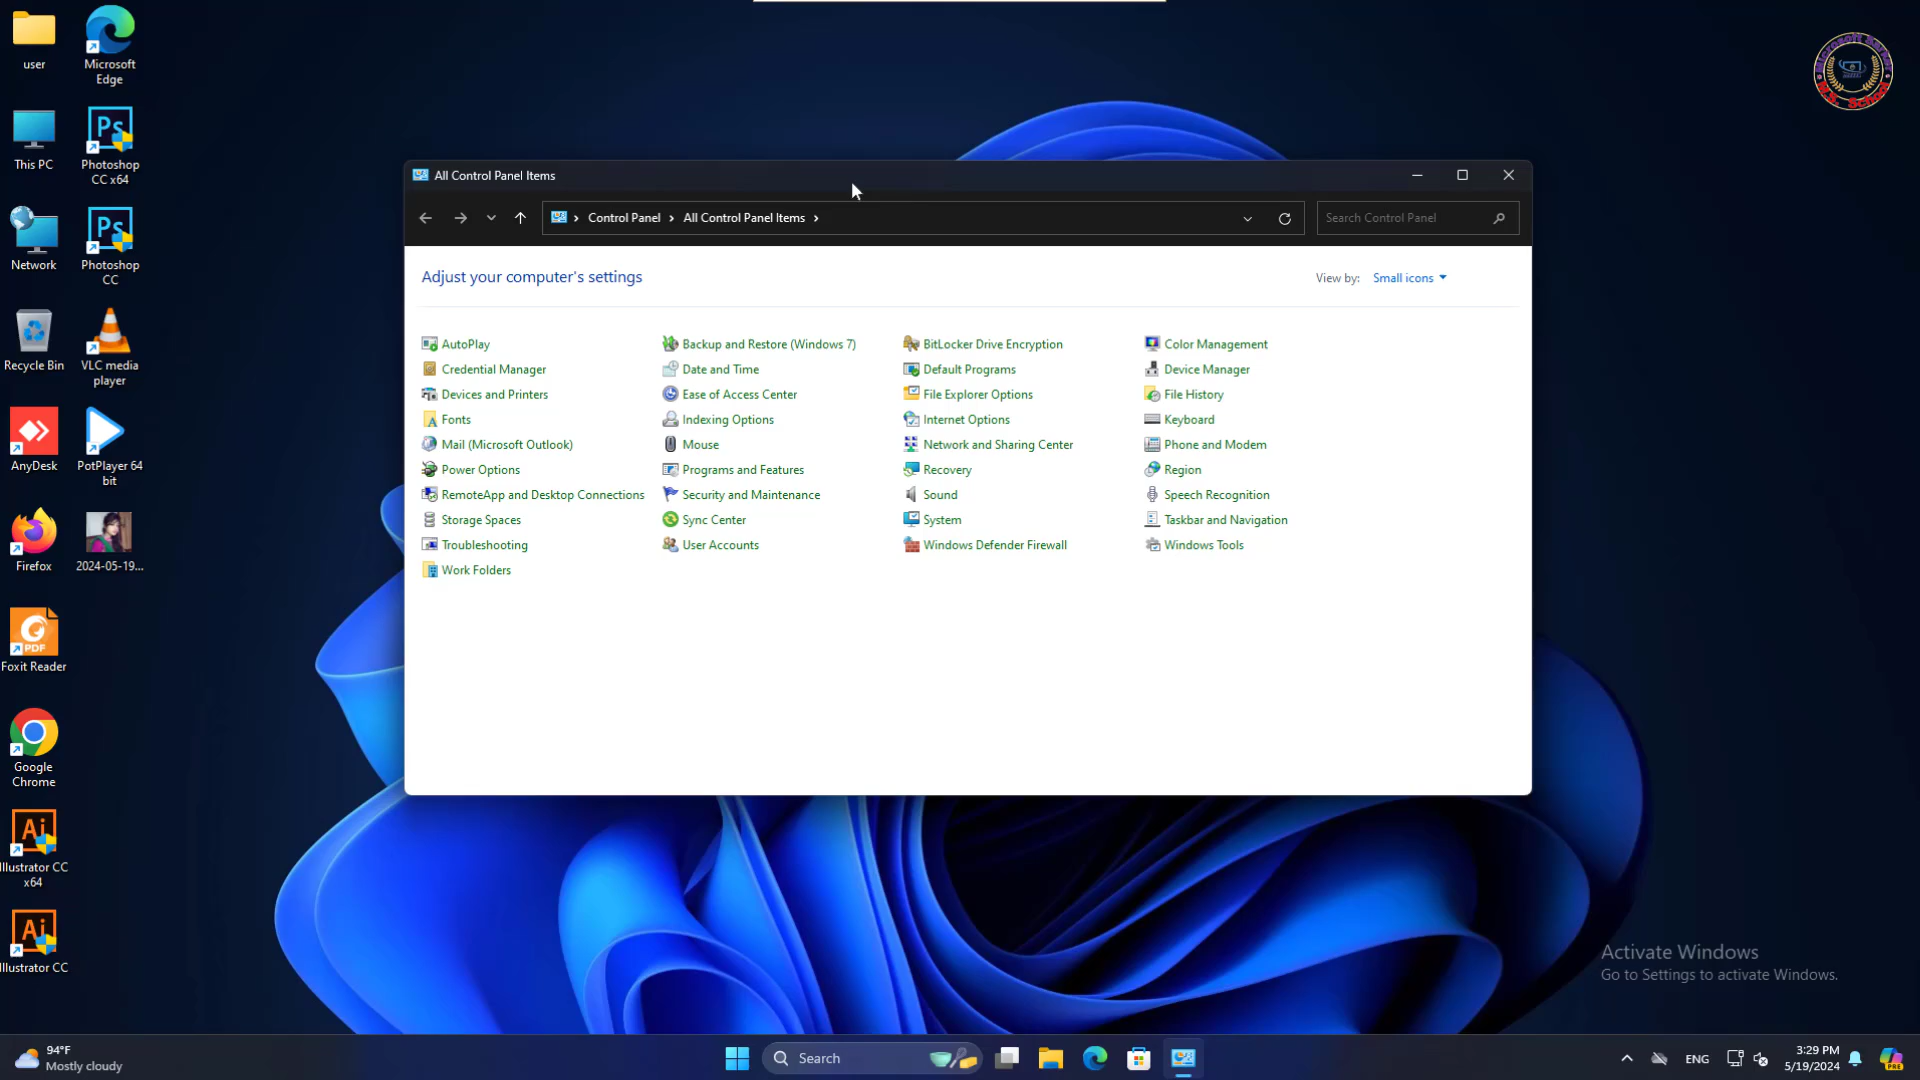 user
Microsoft
Edge
This PC
Photoshop
CC x64
Network
Photoshop
CC
Recycle Bin
VLC media
player
AnyDesk
PotPlayer 64
bit
Firefox
2024-05-19...
Foxit Reader
Google
Chrome
Illustrator CC
x64
Illustrator CC
All Control Panel Items
Control Panel
All Control Panel Items
Search Control Panel
Adjust your computer's settings
View by: Small icons
AutoPlay
Backup and Restore (Windows 7)
BitLocker Drive Encryption
Color Management
Credential Manager
Date and Time
Default Programs
Device Manager
Devices and Printers
Ease of Access Center
File Explorer Options
File History
Fonts
Indexing Options
Internet Options
Keyboard
Mail (Microsoft Outlook)
Mouse
Network and Sharing Center
Phone and Modem
Power Options
Programs and Features
Recovery
Region
RemoteApp and Desktop Connections
Security and Maintenance
Sound
Speech Recognition
Storage Spaces
Sync Center
System
Taskbar and Navigation
Troubleshooting
User Accounts
Windows Defender Firewall
Windows Tools
Work Folders
Activate Windows
Go to Settings to activate Windows.
94°F
Mostly cloudy
Search
ENG
3:29 PM
5/19/2024
PRE
Ps
Ps
Ai
Ai
PDF